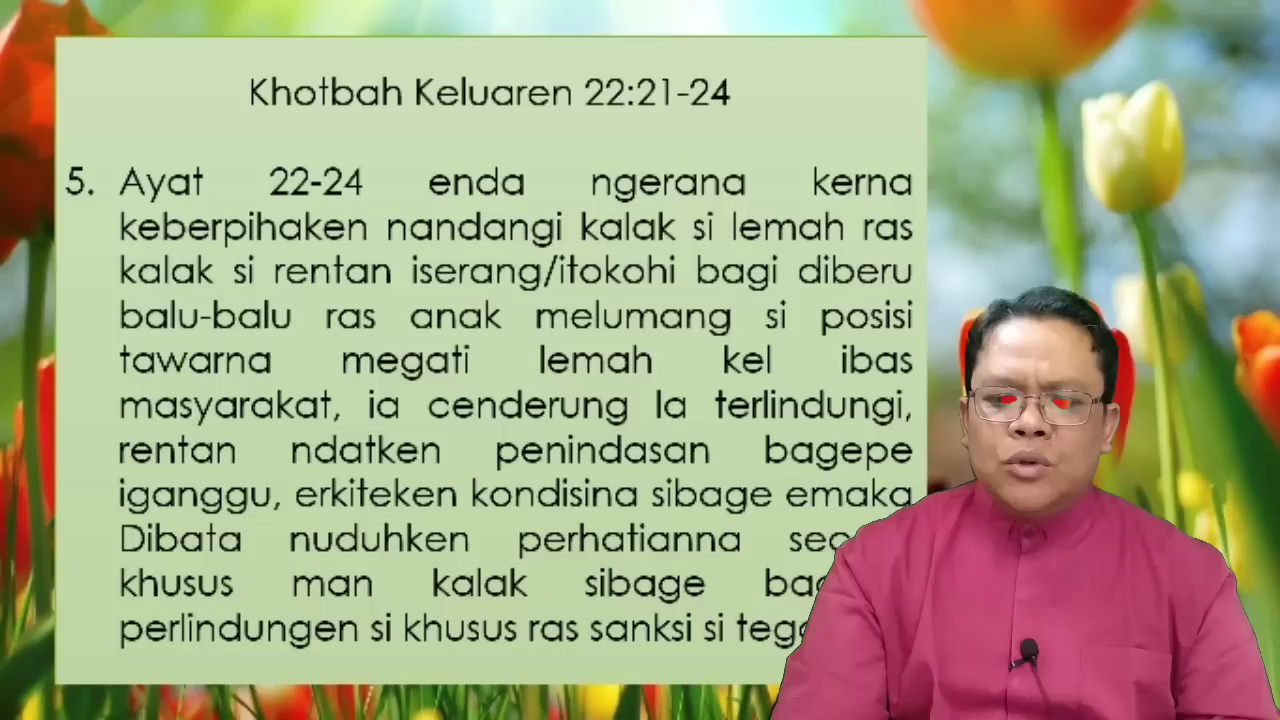 Khotbah Keluaren 22:21-24
5. Ayat 22-24 enda ngerana kerna
keberpihaken nandangi kalak si lemah ras
kalak si rentan iserang/itokohi bagi diberu
balu-balu ras anak melumang si posisi
tawarna megati lemah kel ibas
masyarakat, ia cenderung la terlindungi,
rentan ndatken penindasan bagepe
iganggu, erkiteken kondisina sibage emaka
Dibata nuduhken perhatianna
khusus man kalak sibage
perlindungen si khusus ras sanksi si